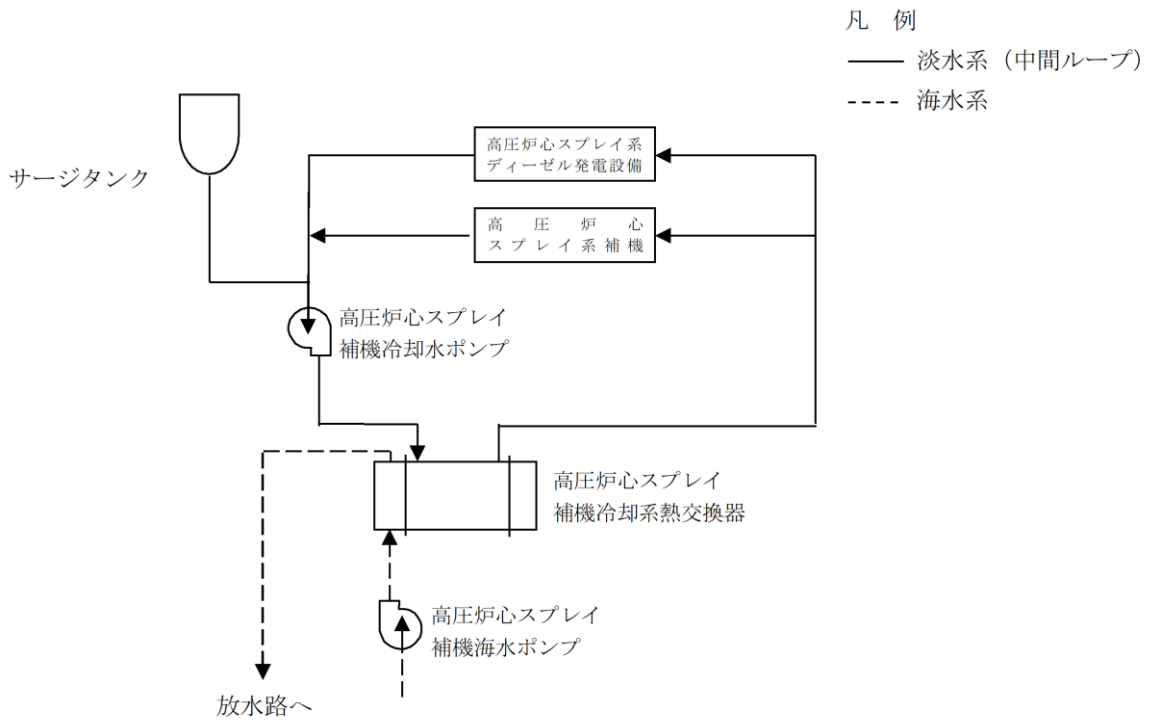 凡 例
淡水系（中間ループ）
海水系
サージタンク
高圧炉心スプレイ系
ディーゼル発電設備
高圧炉心
スプレイ系補機
高圧炉心スプレイ
補機冷却水ポンプ
高圧炉心スプレイ
補機冷却系熱交換器
高圧炉心スプレイ
補機海水ポンプ
放水路へ